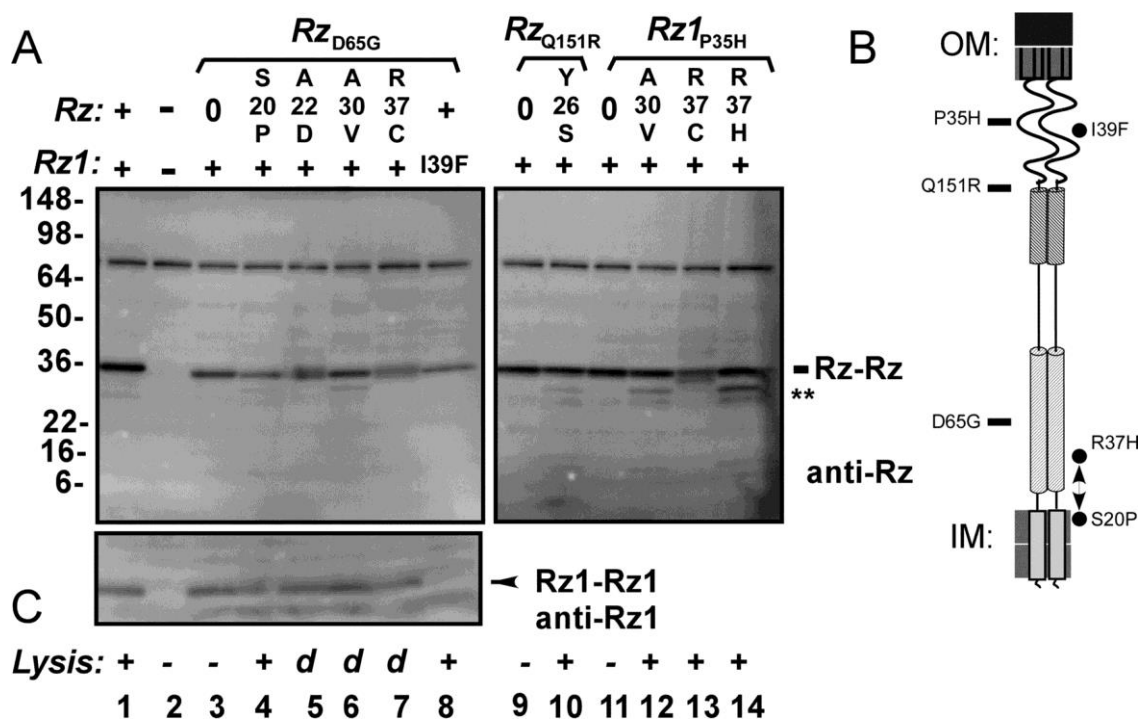 A
Rz D65G
Rz Q151R
Rz1 P35H
B
OM:
S A A R Y A R R
Rz: + - 0 20 22 30 37 + 0 26 0 30 37 37
P D V C S V C H
Rz1: + - + + + + + I39F + + + + + +
148-
98-
64-
50-
36-
22-
16-
6-
Rz-Rz
**
anti-Rz
P35H
I39F
Q151R
D65G
R37H
S20P
IM:
C
Rz1-Rz1
anti-Rz1
Lysis: + - - + d d d + - + - + + +
1 2 3 4 5 6 7 8 9 10 11 12 13 14